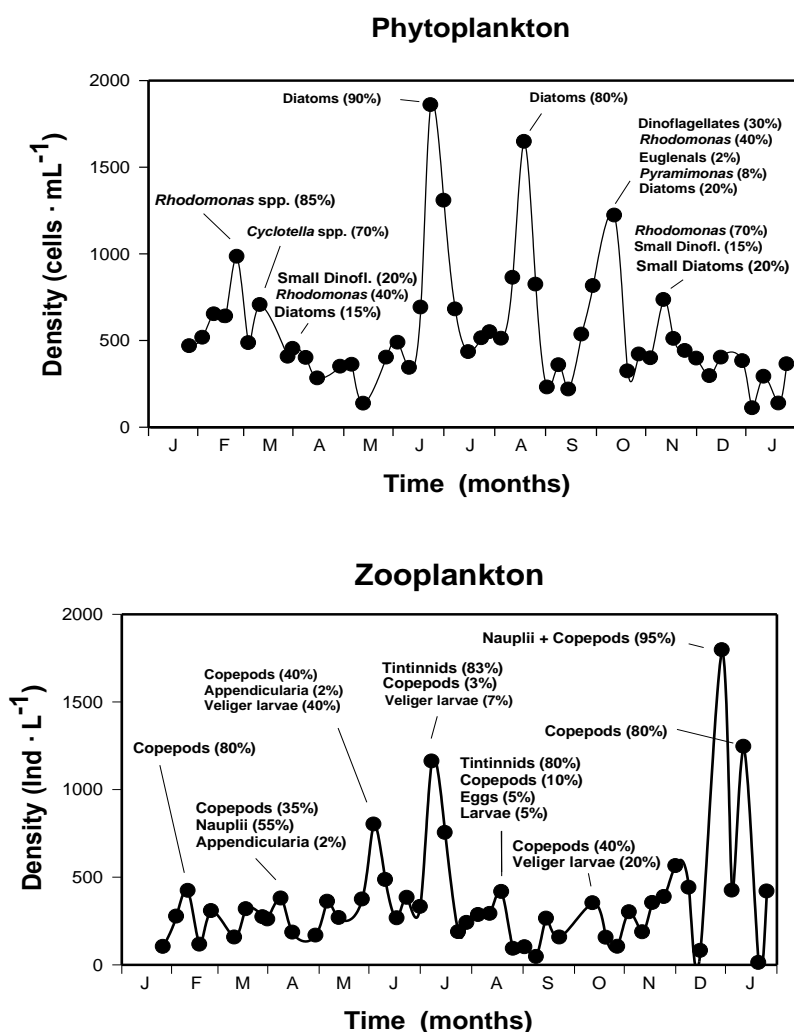 Phytoplankton
2000
1500
1000
500
0
Density (cells · mL⁻¹)
Diatoms (90%)
Diatoms (80%)
Dinoflagellates (30%)
Rhodomonas (40%)
Euglenals (2%)
Pyramimonas (8%)
Diatoms (20%)
Rhodomonas spp. (85%)
Cyclotella spp. (70%)
Small Dinofl. (20%)
Rhodomonas (40%)
Diatoms (15%)
Rhodomonas (70%)
Small Dinofl. (15%)
Small Diatoms (20%)
J F M A M J J A S O N D J
Time (months)
Zooplankton
2000
1500
1000
500
0
Density (Ind · L⁻¹)
Copepods (80%)
Copepods (35%)
Nauplii (55%)
Appendicularia (2%)
Copepods (40%)
Appendicularia (2%)
Veliger larvae (40%)
Tintinnids (83%)
Copepods (3%)
Veliger larvae (7%)
Tintinnids (80%)
Copepods (10%)
Eggs (5%)
Larvae (5%)
Copepods (40%)
Veliger larvae (20%)
Nauplii + Copepods (95%)
Copepods (80%)
J F M A M J J A S O N D J
Time (months)